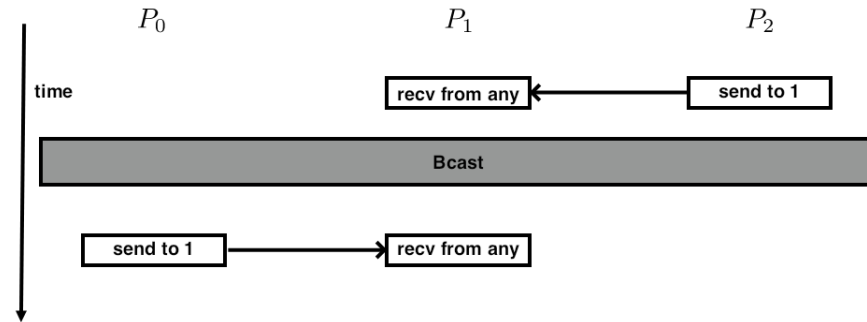 P₀ P₁ P₂
time
recv from any send to 1
Bcast
send to 1 recv from any